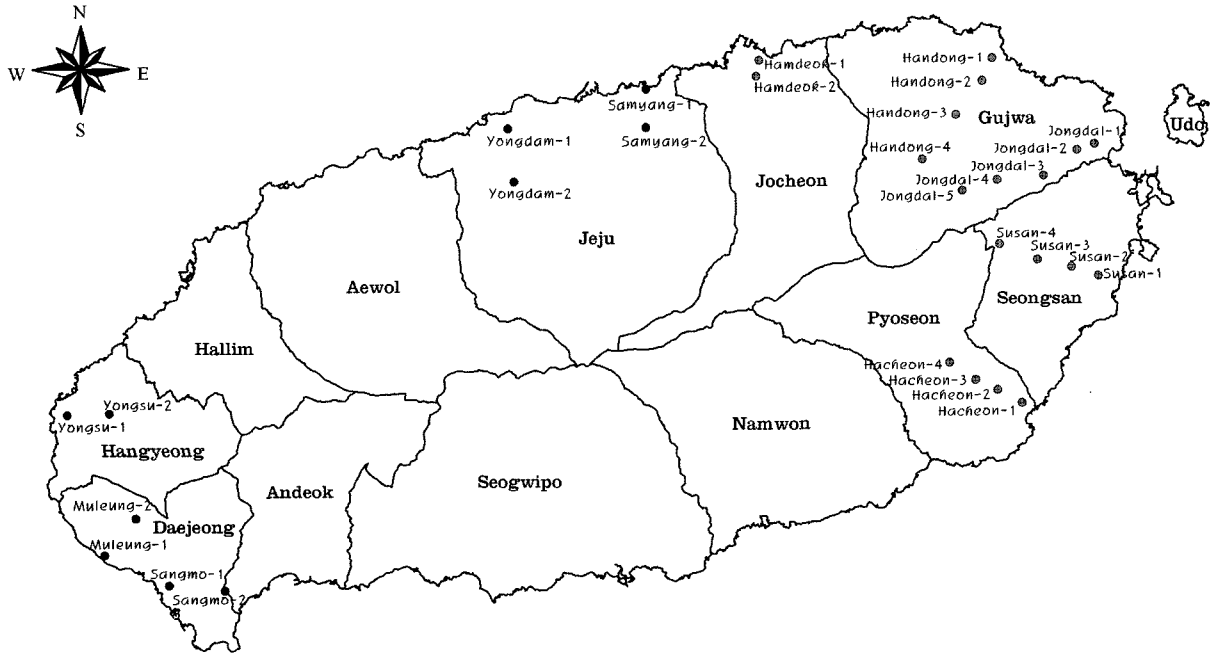 N
W E
S
Hamdeok-1
Hamdeok-2
Handong-1
Handong-2
Handong-3
Gujwa
Udo
Samyang-1
Samyang-2
Yongdam-1
Yongdam-2
Jongdal-1
Jongdal-2
Handong-4
Jongdal-3
Jongdal-4
Jongdal-5
Jocheon
Jeju
Susan-4
Susan-3
Susan-2
Susan-1
Seongsan
Aewol
Pyoseon
Hallim
Hacheon-4
Hacheon-3
Hacheon-2
Hacheon-1
Yongsu-2
Yongsu-1
Hangyeong
Namwon
Seogwipo
Andeok
Muleung-2
Daejeong
Muleung-1
Sangmo-1
Sangmo-2